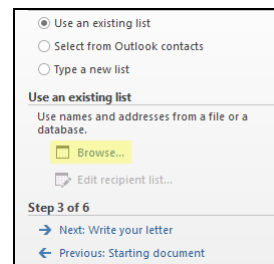 Use an existing list
Select from Outlook contacts
Type a new list
Use an existing list
Use names and addresses from a file or a
database.
Browse...
Edit recipient list...
Step 3 of 6
Next: Write your letter
Previous: Starting document